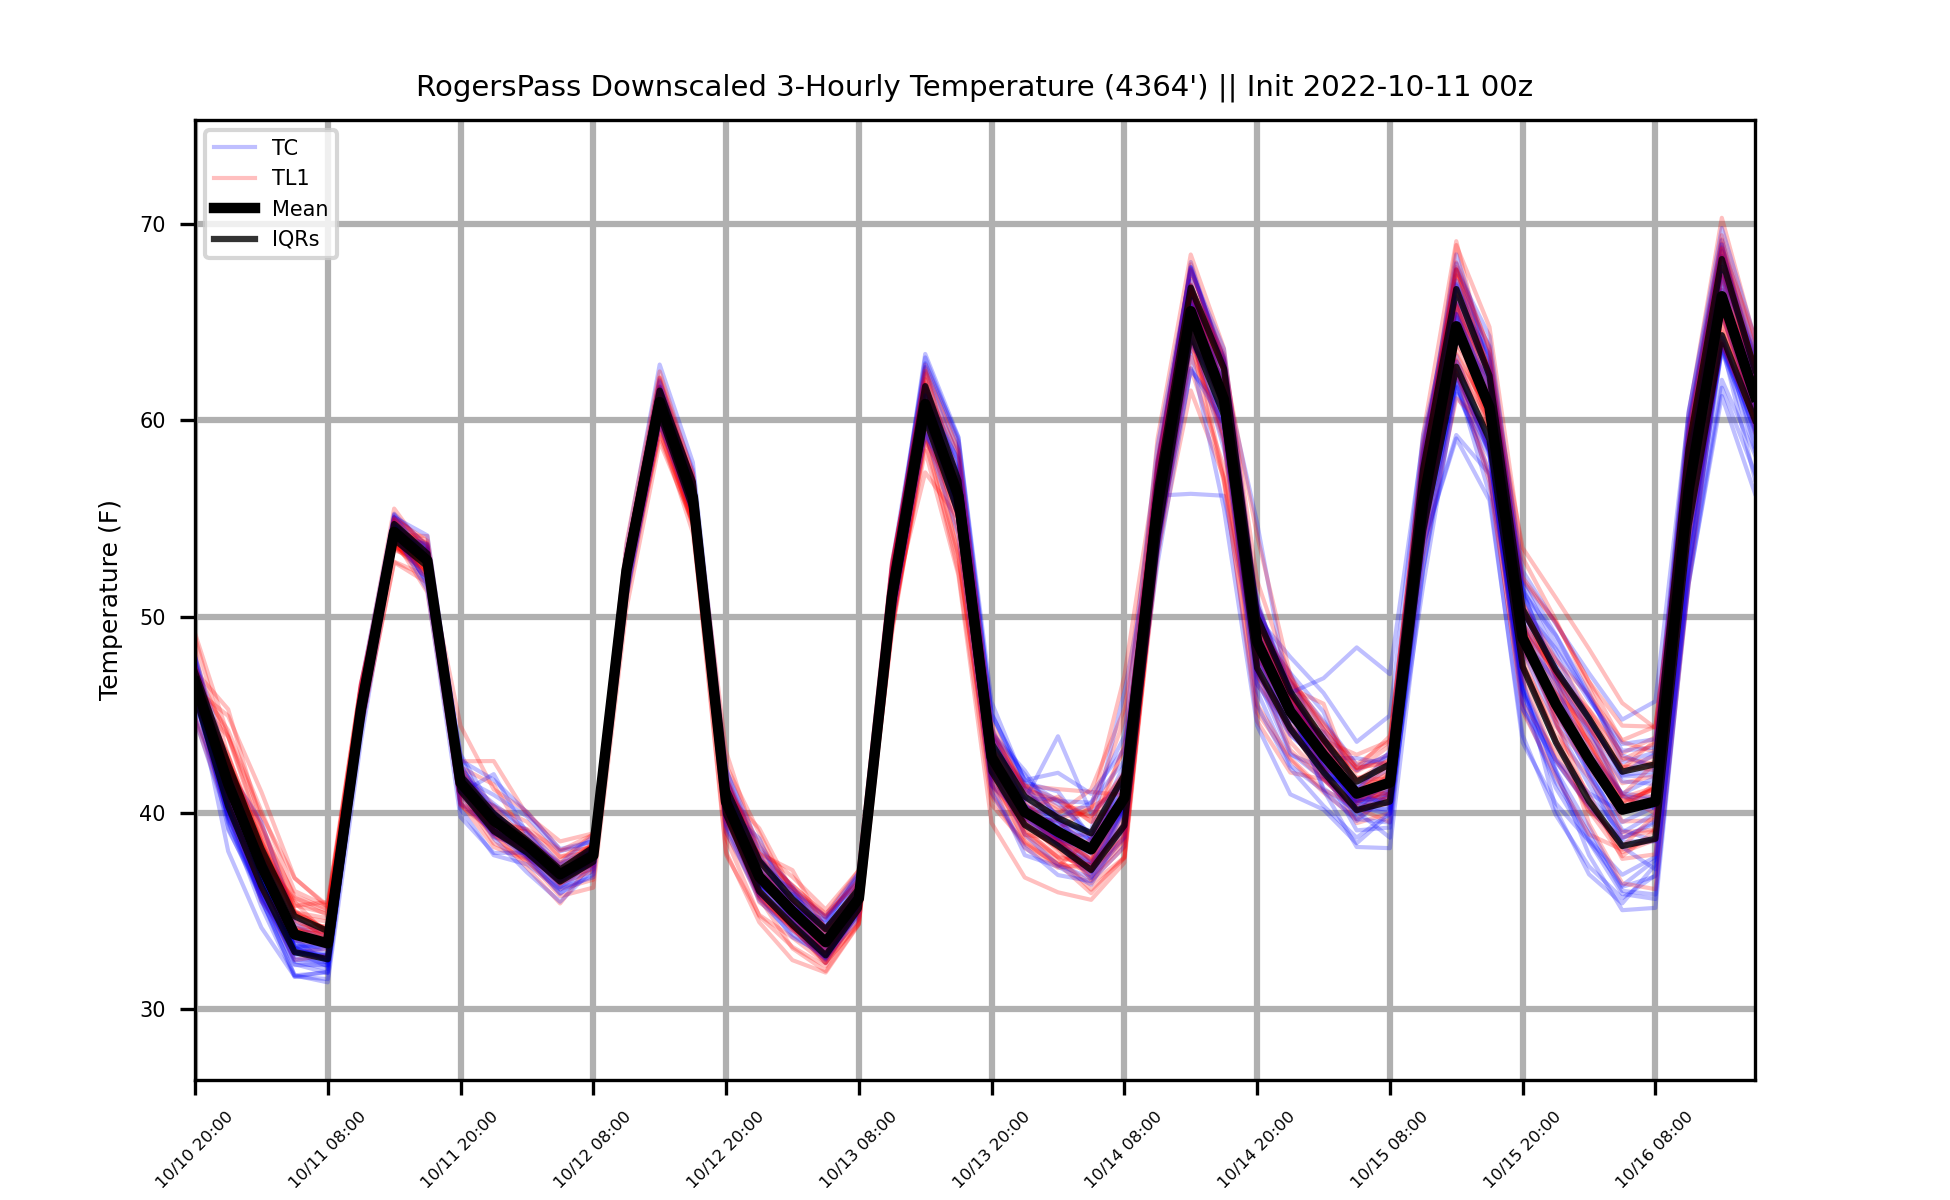 RogersPass Downscaled 3-Hourly Temperature (4364') || Init 2022-10-11 00z
TC
TL1
Mean
IQRs
Temperature (F)
70
60
50
40
30
10/10 20:00
10/11 08:00
10/11 20:00
10/12 08:00
10/12 20:00
10/13 08:00
10/13 20:00
10/14 08:00
10/14 20:00
10/15 08:00
10/15 20:00
10/16 08:00